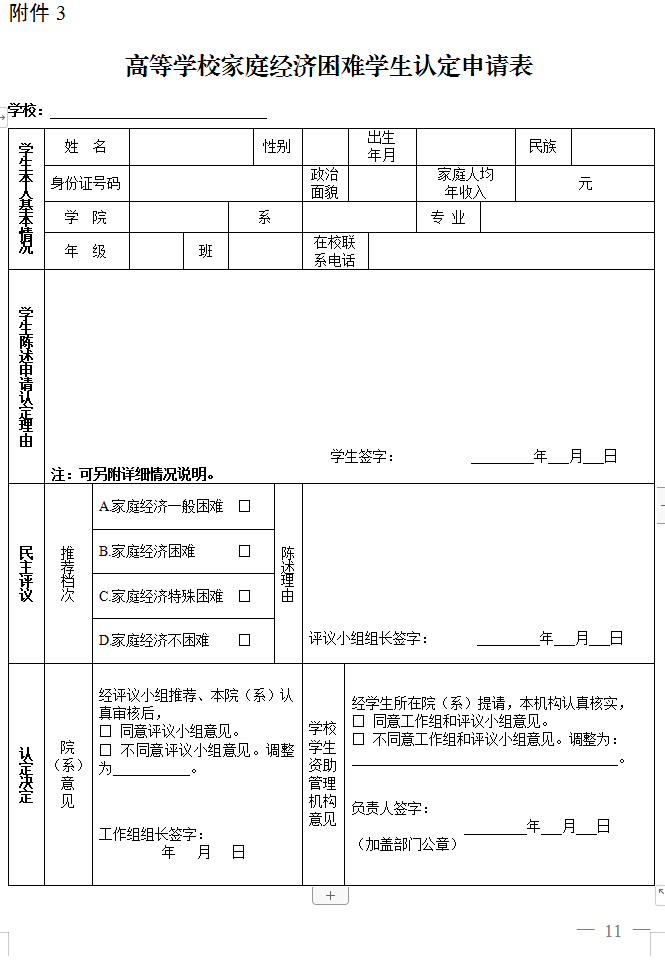 附件 3
高等学校家庭经济困难学生认定申请表
学校：
学生本人基本情况
姓 名
性别
出生
年月
民族
身份证号码
政治
面貌
家庭人均
年收入
元
学 院
系
专 业
年 级
班
在校联
系电话
学生陈述申请认定理由
学生签字： 年 月 日
注：可另附详细情况说明。
民主评议
推荐档次
A.家庭经济一般困难 □
B.家庭经济困难 □
C.家庭经济特殊困难 □
D.家庭经济不困难 □
陈述理由
评议小组组长签字： 年 月 日
认定决定
院
（系）
意
见
经评议小组推荐、本院（系）认
真审核后，
□ 同意评议小组意见。
□ 不同意评议小组意见。调整
为 。
工作组组长签字：
年 月 日
学校
学生
资助
管理
机构
意见
经学生所在院（系）提请，本机构认真核实，
□ 同意工作组和评议小组意见。
□ 不同意工作组和评议小组意见。调整为：
。
负责人签字：
年 月 日
（加盖部门公章）
— 11 —